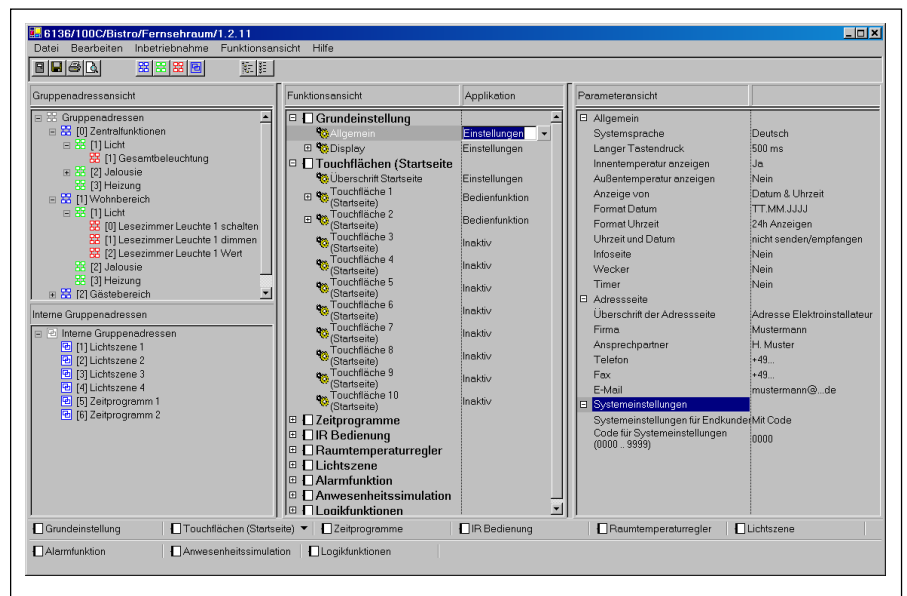 6136/100C/Bistro/Fernsehraum/1.2.11
Datei Bearbeiten Inbetriebnahme Funktionsansicht Hilfe
Gruppenadressansicht
Gruppenadressen
[0] Zentralfunktionen
[1] Licht
[1] Gesamtbeleuchtung
[2] Jalousie
[3] Heizung
[1] Wohnbereich
[1] Licht
[0] Lesezimmer Leuchte 1 schalten
[1] Lesezimmer Leuchte 1 dimmen
[2] Lesezimmer Leuchte 1 Wert
[2] Jalousie
[3] Heizung
[2] Gästebereich
Interne Gruppenadressen
Interne Gruppenadressen
[1] Lichtszene 1
[2] Lichtszene 2
[3] Lichtszene 3
[4] Lichtszene 4
[5] Zeitprogramm 1
[6] Zeitprogramm 2
Funktionsansicht Applikation
Grundeinstellung
Allgemein Einstellungen
Display Einstellungen
Touchflächen (Startseite
Überschrift Startseite Einstellungen
Touchfläche 1
(Startseite) Bedienfunktion
Touchfläche 2
(Startseite) Bedienfunktion
Touchfläche 3
(Startseite) Inaktiv
Touchfläche 4
(Startseite) Inaktiv
Touchfläche 5
(Startseite) Inaktiv
Touchfläche 6
(Startseite) Inaktiv
Touchfläche 7
(Startseite) Inaktiv
Touchfläche 8
(Startseite) Inaktiv
Touchfläche 9
(Startseite) Inaktiv
Touchfläche 10
(Startseite) Inaktiv
Zeitprogramme
IR Bedienung
Raumtemperaturregler
Lichtszene
Alarmfunktion
Anwesenheitssimulation
Logikfunktionen
Parameteransicht
Allgemein
Systemsprache Deutsch
Langer Tastendruck 500 ms
Innentemperatur anzeigen Ja
Außentemperatur anzeigen Nein
Anzeige von Datum & Uhrzeit
Format Datum TT.MM.JJJJ
Format Uhrzeit 24h Anzeigen
Uhrzeit und Datum nicht senden/empfangen
Infoseite Nein
Wecker Nein
Timer Nein
Adressseite
Überschrift der Adressseite Adresse Elektroinstallateur
Firma Mustermann
Ansprechpartner H. Muster
Telefon +49...
Fax +49...
E-Mail mustermann@...de
Systemeinstellungen
Systemeinstellungen für Endkunden Mit Code
Code für Systemeinstellungen
(0000 .. 9999) 0000
Grundeinstellung Touchflächen (Startseite) Zeitprogramme IR Bedienung Raumtemperaturregler Lichtszene
Alarmfunktion Anwesenheitssimulation Logikfunktionen